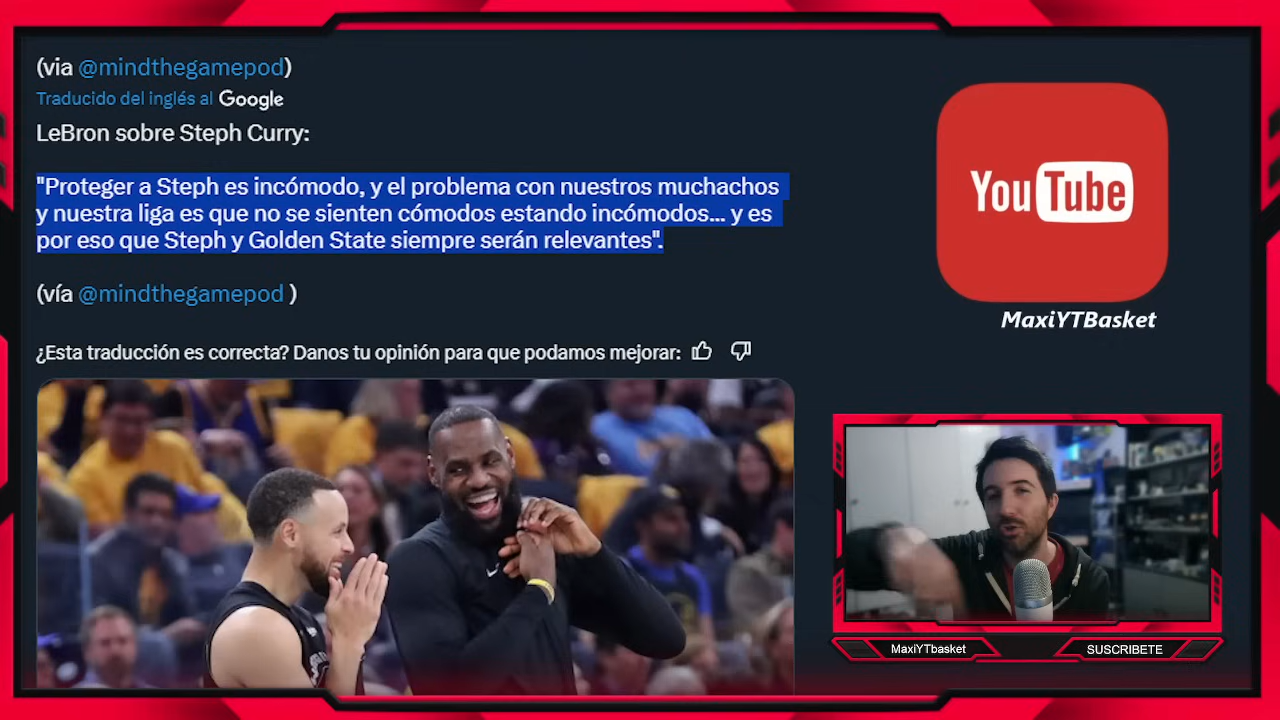 (via @mindthegamepod)
Traducido del inglés al Google
LeBron sobre Steph Curry:
"Proteger a Steph es incómodo, y el problema con nuestros muchachos
y nuestra liga es que no se sienten cómodos estando incómodos... y es
por eso que Steph y Golden State siempre serán relevantes".
(vía @mindthegamepod )
¿Esta traducción es correcta? Danos tu opinión para que podamos mejorar:
YouTube
MaxiYTBasket
MaxiYTbasket
SUSCRIBETE